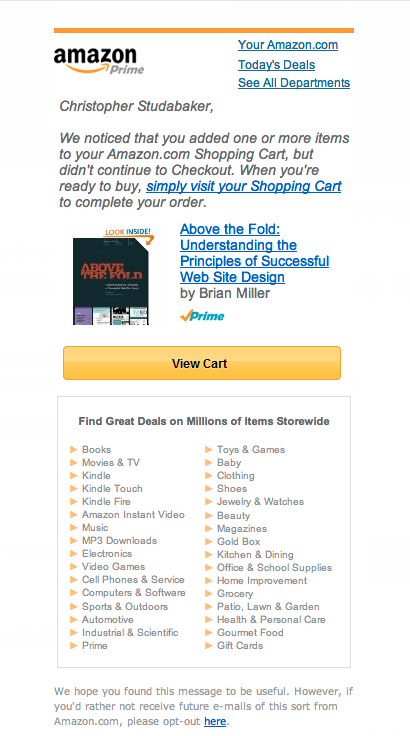 amazon
Prime
Your Amazon.com
Today's Deals
See All Departments
Christopher Studabaker,
We noticed that you added one or more items
to your Amazon.com Shopping Cart, but
didn't continue to Checkout. When you're
ready to buy, simply visit your Shopping Cart
to complete your order.
LOOK INSIDE!
ABOVE
THE FOLD
Above the Fold:
Understanding the
Principles of Successful
Web Site Design
by Brian Miller
Prime
View Cart
Find Great Deals on Millions of Items Storewide
Books
Movies & TV
Kindle
Kindle Touch
Kindle Fire
Amazon Instant Video
Music
MP3 Downloads
Electronics
Video Games
Cell Phones & Service
Computers & Software
Sports & Outdoors
Automotive
Industrial & Scientific
Prime
Toys & Games
Baby
Clothing
Shoes
Jewelry & Watches
Beauty
Magazines
Gold Box
Kitchen & Dining
Office & School Supplies
Home Improvement
Grocery
Patio, Lawn & Garden
Health & Personal Care
Gourmet Food
Gift Cards
We hope you found this message to be useful. However, if
you'd rather not receive future e-mails of this sort from
Amazon.com, please opt-out here.